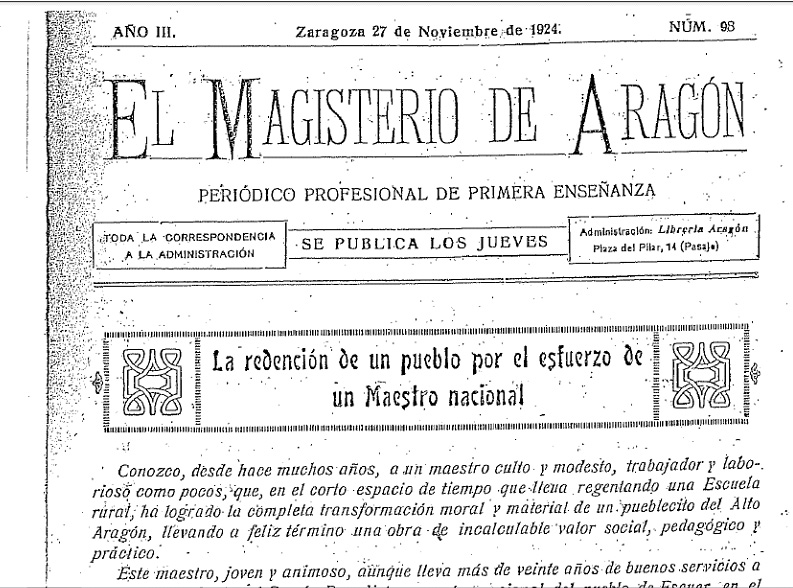 AÑO III.
Zaragoza 27 de Noviembre de 1924.
NÚM. 98
EL MAGISTERIO DE ARAGÓN
PERIÓDICO PROFESIONAL DE PRIMERA ENSEÑANZA
TODA LA CORRESPONDENCIA
A LA ADMINISTRACIÓN
SE PUBLICA LOS JUEVES
Administración: Librería Aragón
Plaza del Pilar, 14 (Pasaje)
La redención de un pueblo por el esfuerzo de
un Maestro nacional
Conozco, desde hace muchos años, a un maestro culto y modesto, trabajador y labo-
rioso como pocos, que, en el corto espacio de tiempo que lleva regentando una Escuela
rural, ha logrado la completa transformación moral y material de un pueblecito del Alto
Aragón, llevando a feliz término una obra de incalculable valor social, pedagógico y
práctico.
Este maestro, joven y animoso, aunque lleva más de veinte años de buenos servicios a